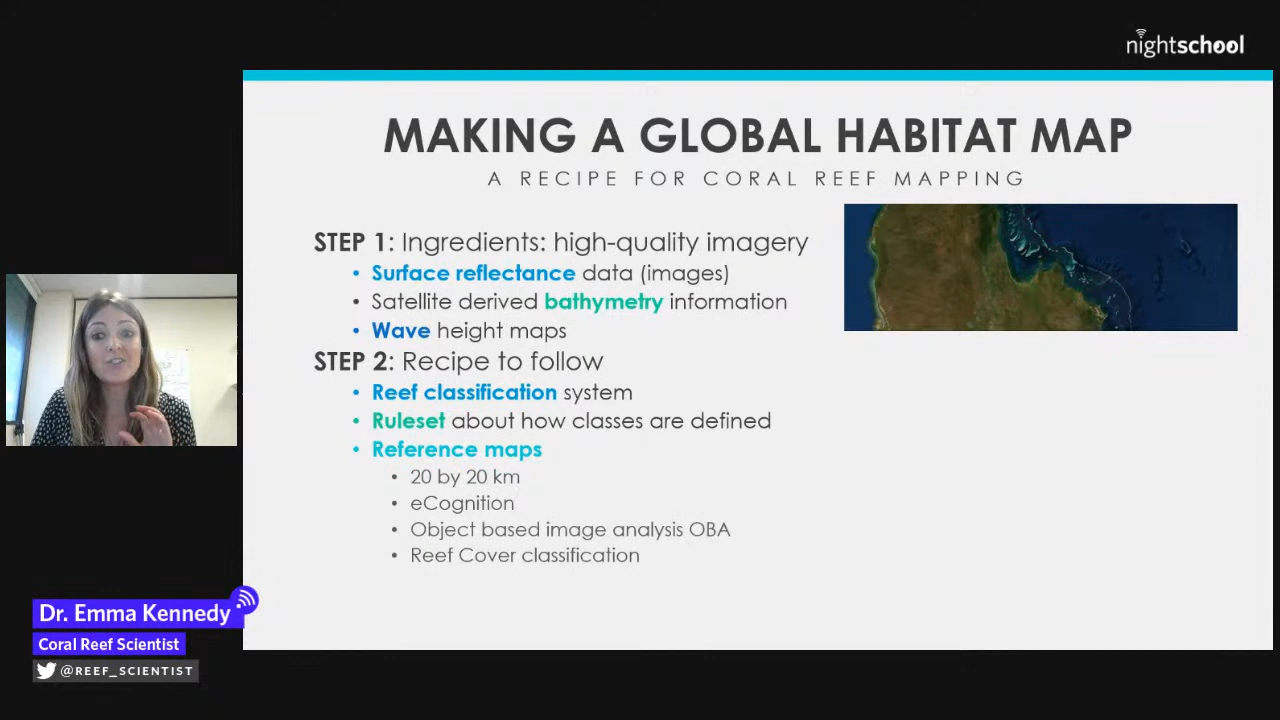 nightschool
MAKING A GLOBAL HABITAT MAP
A RECIPE FOR CORAL REEF MAPPING
STEP 1: Ingredients: high-quality imagery
• Surface reflectance data (images)
• Satellite derived bathymetry information
• Wave height maps
STEP 2: Recipe to follow
• Reef classification system
• Ruleset about how classes are defined
• Reference maps
• 20 by 20 km
• eCognition
• Object based image analysis OBA
• Reef Cover classification
Dr. Emma Kennedy
Coral Reef Scientist
@REEF_SCIENTIST